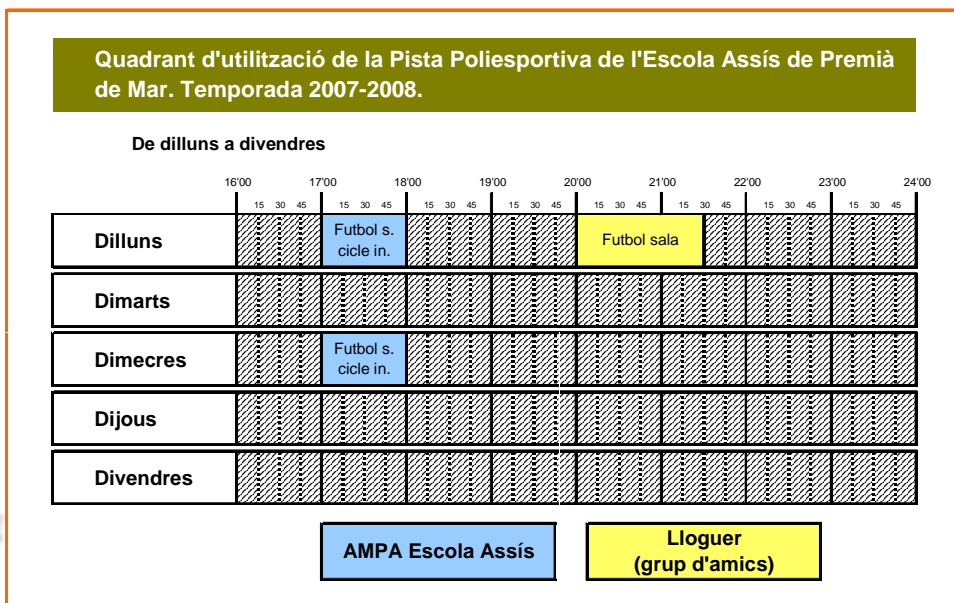 Quadrant d'utilització de la Pista Poliesportiva de l'Escola Assís de Premià
de Mar. Temporada 2007-2008.
De dilluns a divendres
16'00 17'00 18'00 19'00 20'00 21'00 22'00 23'00 24'00
15 30 45 15 30 45 15 30 45 15 30 45 15 30 45 15 30 45 15 30 45 15 30 45
Dilluns
Futbol s.
cicle in.
Futbol sala
Dimarts
Dimecres
Futbol s.
cicle in.
Dijous
Divendres
AMPA Escola Assís
Lloguer
(grup d'amics)